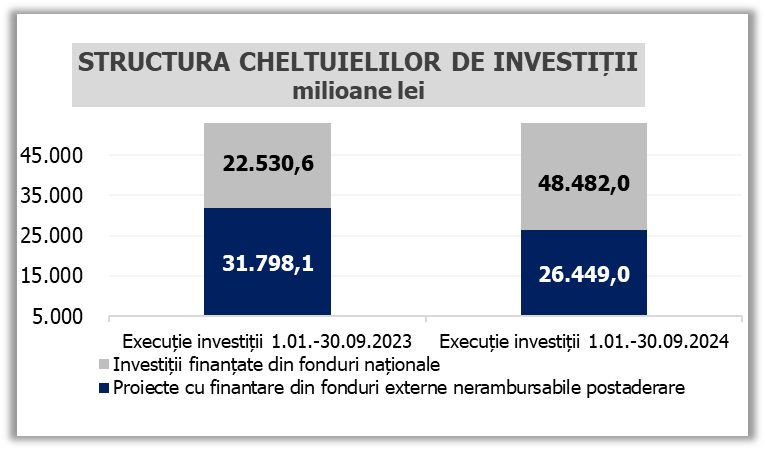 STRUCTURA CHELTUIELILOR DE INVESTIȚII
milioane lei
45.000
35.000
25.000
15.000
5.000
22.530,6
48.482,0
31.798,1
26.449,0
Execuție investiții 1.01.-30.09.2023
Execuție investiții 1.01.-30.09.2024
Investiții finanțate din fonduri naționale
Proiecte cu finantare din fonduri externe nerambursabile postaderare